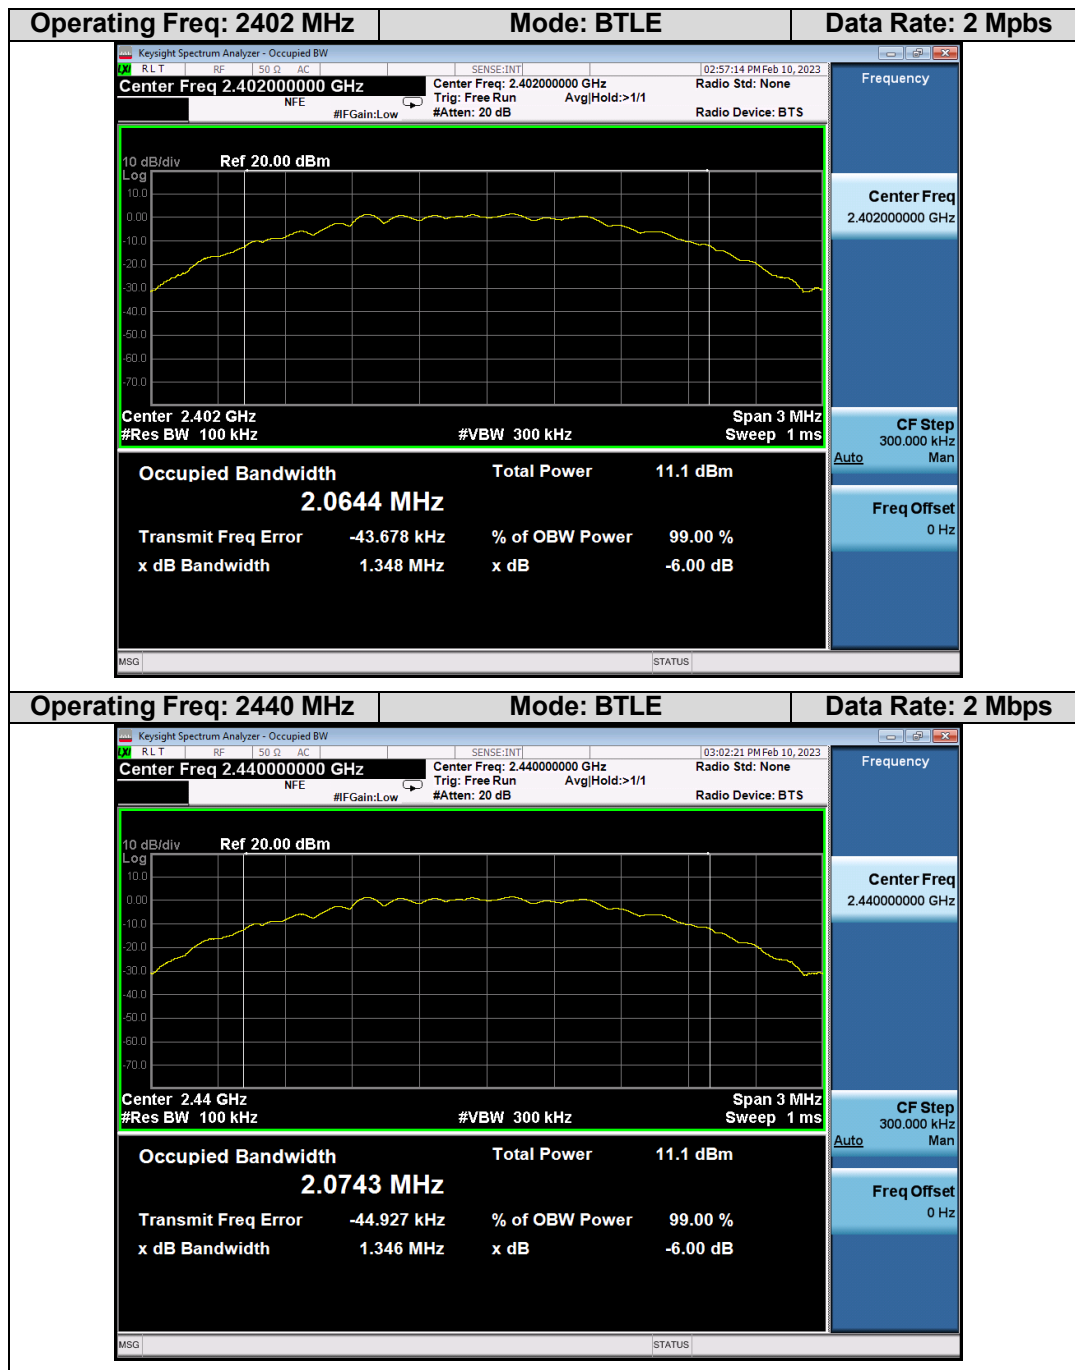 Operating Freq: 2402 MHz Mode: BTLE Data Rate: 2 Mpbs
Keysight Spectrum Analyzer - Occupied BW
LXI RLT RF 50 Ω AC SENSE:INT 02:57:14 PM Feb 10, 2023
Center Freq 2.402000000 GHz Center Freq: 2.402000000 GHz Radio Std: None
NFE Trig: Free Run Avg|Hold:>1/1
#IFGain:Low #Atten: 20 dB Radio Device: BTS
Frequency
10 dB/div Ref 20.00 dBm
Log
10.0
0.00
-10.0
-20.0
-30.0
-40.0
-50.0
-60.0
-70.0
Center Freq
2.402000000 GHz
Center 2.402 GHz Span 3 MHz
#Res BW 100 kHz #VBW 300 kHz Sweep 1 ms
CF Step
300.000 kHz
Auto Man
Occupied Bandwidth Total Power 11.1 dBm
2.0644 MHz
Transmit Freq Error -43.678 kHz % of OBW Power 99.00 %
x dB Bandwidth 1.348 MHz x dB -6.00 dB
Freq Offset
0 Hz
MSG STATUS
Operating Freq: 2440 MHz Mode: BTLE Data Rate: 2 Mbps
Keysight Spectrum Analyzer - Occupied BW
LXI RLT RF 50 Ω AC SENSE:INT 03:02:21 PM Feb 10, 2023
Center Freq 2.440000000 GHz Center Freq: 2.440000000 GHz Radio Std: None
NFE Trig: Free Run Avg|Hold:>1/1
#IFGain:Low #Atten: 20 dB Radio Device: BTS
Frequency
10 dB/div Ref 20.00 dBm
Log
10.0
0.00
-10.0
-20.0
-30.0
-40.0
-50.0
-60.0
-70.0
Center Freq
2.440000000 GHz
Center 2.44 GHz Span 3 MHz
#Res BW 100 kHz #VBW 300 kHz Sweep 1 ms
CF Step
300.000 kHz
Auto Man
Occupied Bandwidth Total Power 11.1 dBm
2.0743 MHz
Transmit Freq Error -44.927 kHz % of OBW Power 99.00 %
x dB Bandwidth 1.346 MHz x dB -6.00 dB
Freq Offset
0 Hz
MSG STATUS